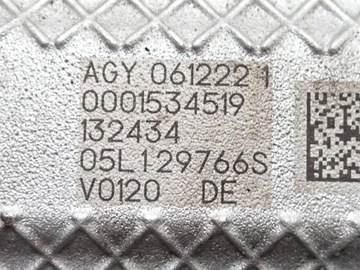 AGY 061222 1
0001534519
132434
05L129766S
V0120 DE